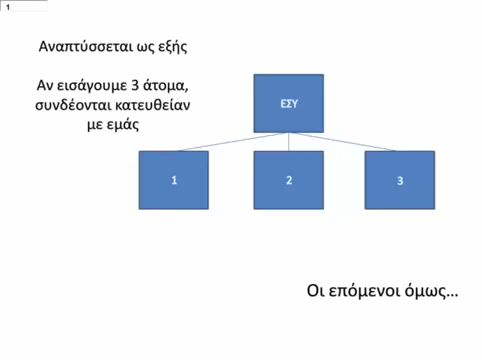 1
Αναπτύσσεται ως εξής
Αν εισάγουμε 3 άτομα,
συνδέονται κατευθείαν
με εμάς
ΕΣΥ
1
2
3
Οι επόμενοι όμως...